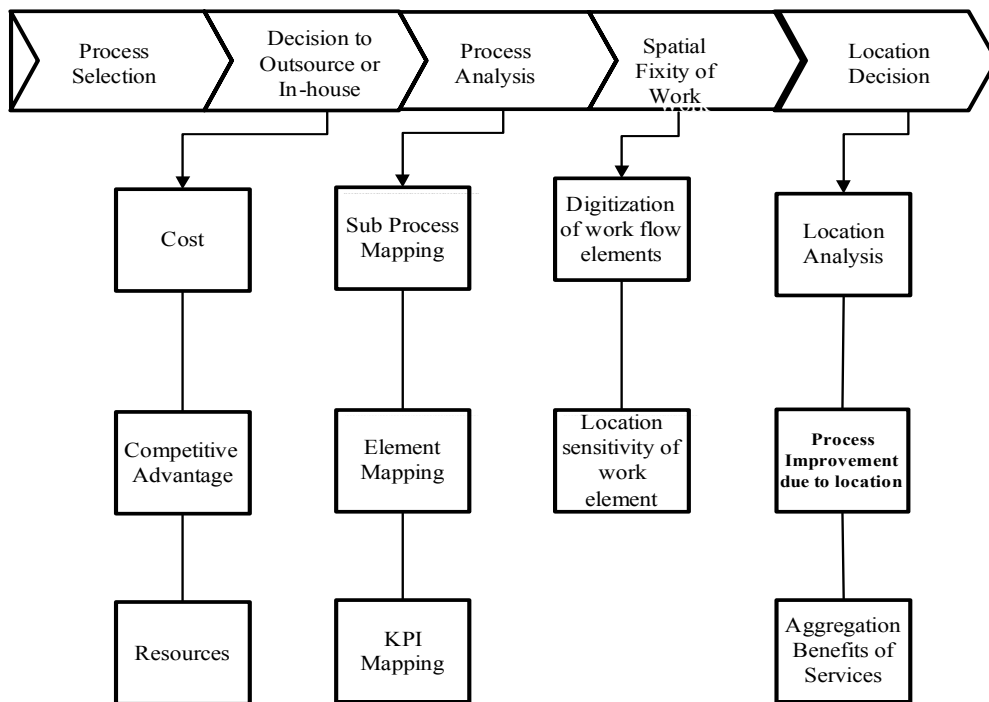 Process
Selection
Decision to
Outsource or
In-house
Process
Analysis
Spatial
Fixity of
Work
Location
Decision
Cost
Sub Process
Mapping
Digitization
of work flow
elements
Location
Analysis
Competitive
Advantage
Element
Mapping
Location
sensitivity of
work
element
Process
Improvement
due to location
Resources
KPI
Mapping
Aggregation
Benefits of
Services